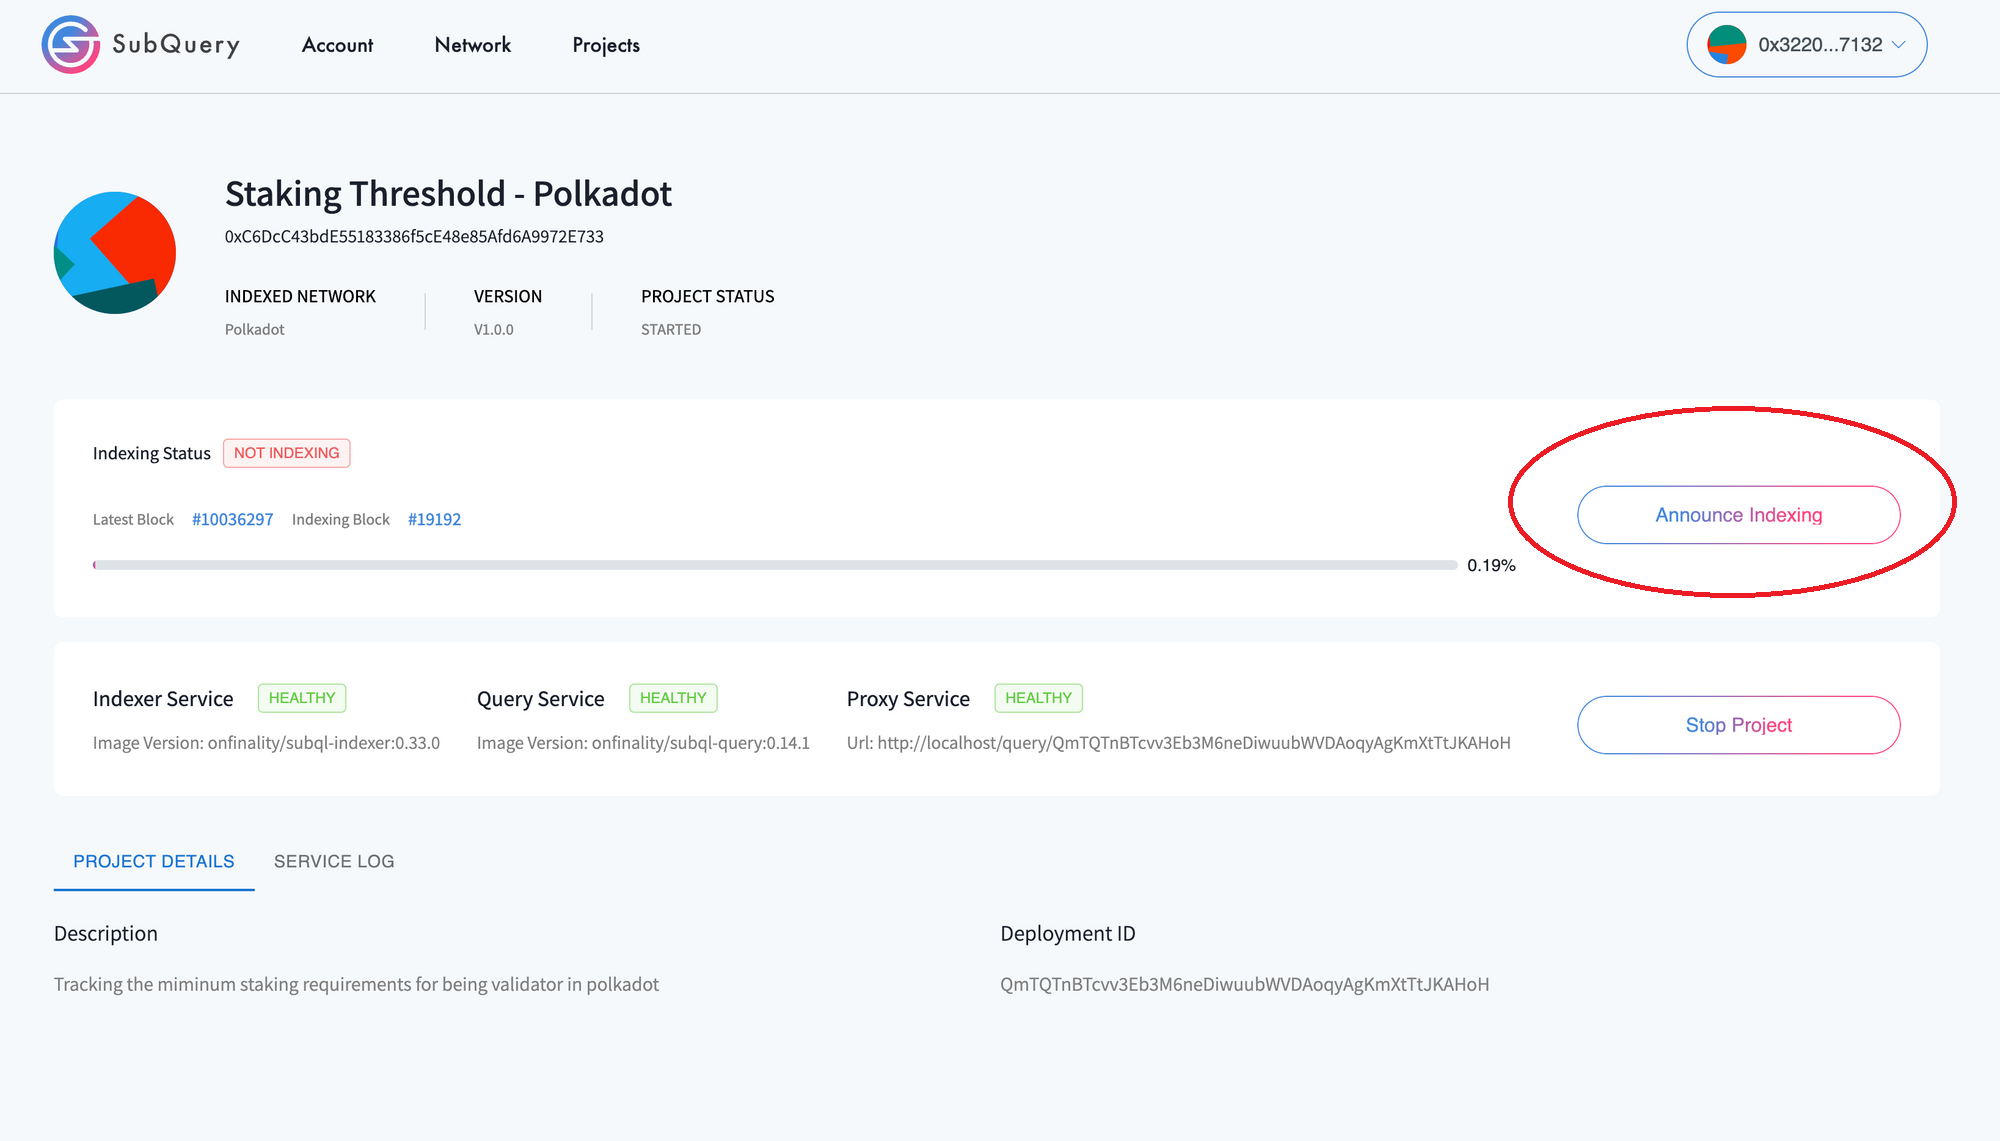 SubQuery Account Network Projects 0x3220...7132
Staking Threshold - Polkadot
0xC6DcC43bdE55183386f5cE48e85Afd6A9972E733
INDEXED NETWORK VERSION PROJECT STATUS
Polkadot V1.0.0 STARTED
Indexing Status NOT INDEXING
Announce Indexing
Latest Block #10036297 Indexing Block #19192
0.19%
Indexer Service HEALTHY Query Service HEALTHY Proxy Service HEALTHY
Stop Project
Image Version: onfinality/subql-indexer:0.33.0 Image Version: onfinality/subql-query:0.14.1 Url: http://localhost/query/QmTQTnBTcvv3Eb3M6neDiwuubWVDAoqyAgKmXtTtJKAHoH
PROJECT DETAILS SERVICE LOG
Description Deployment ID
Tracking the miminum staking requirements for being validator in polkadot QmTQTnBTcvv3Eb3M6neDiwuubWVDAoqyAgKmXtTtJKAHoH